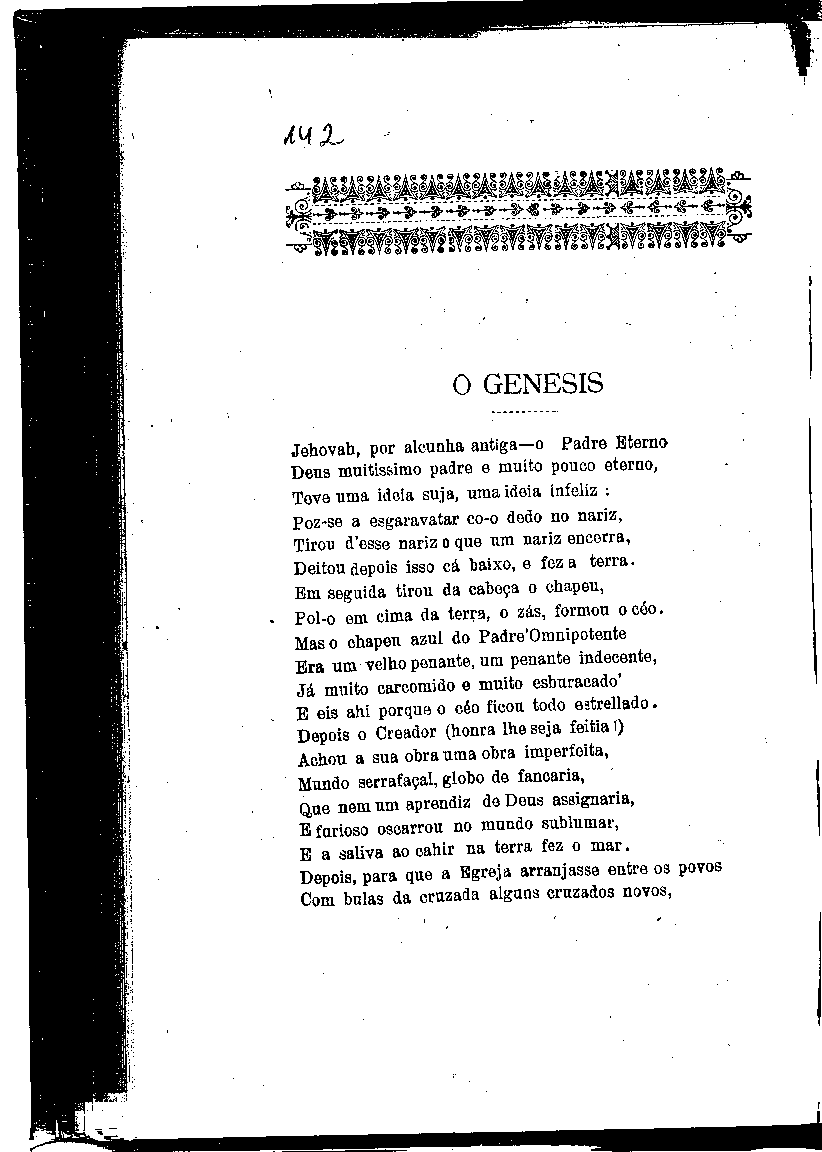 142
O GENESIS
Jehovah, por alcunha antiga—o Padre Eterno
Deus muitissimo padre e muito pouco eterno,
Teve uma ideia suja, uma ideia infeliz :
Poz-se a esgaravatar co-o dedo no nariz,
Tirou d'esse nariz o que um nariz encerra,
Deitou depois isso cá baixo, e fez a terra.
Em seguida tirou da cabeça o chapeu,
Pol-o em cima da terra, o zás, formou o céo.
Mas o chapeu azul do Padre'Omnipotente
Era um velho penante, um penante indecente,
Já muito carcomido e muito esburacado'
E eis ahi porque o céo ficou todo estrellado.
Depois o Creador (honra lhe seja feitia!)
Achou a sua obra uma obra imperfeita,
Mundo serrafaçal, globo de fancaria,
Que nem um aprendiz de Deus assignaria,
E furioso oscarrou no mundo sublumar,
E a saliva ao cahir na terra fez o mar.
Depois, para que a Egreja arranjasse entre os povos
Com bulas da cruzada alguns cruzados novos,